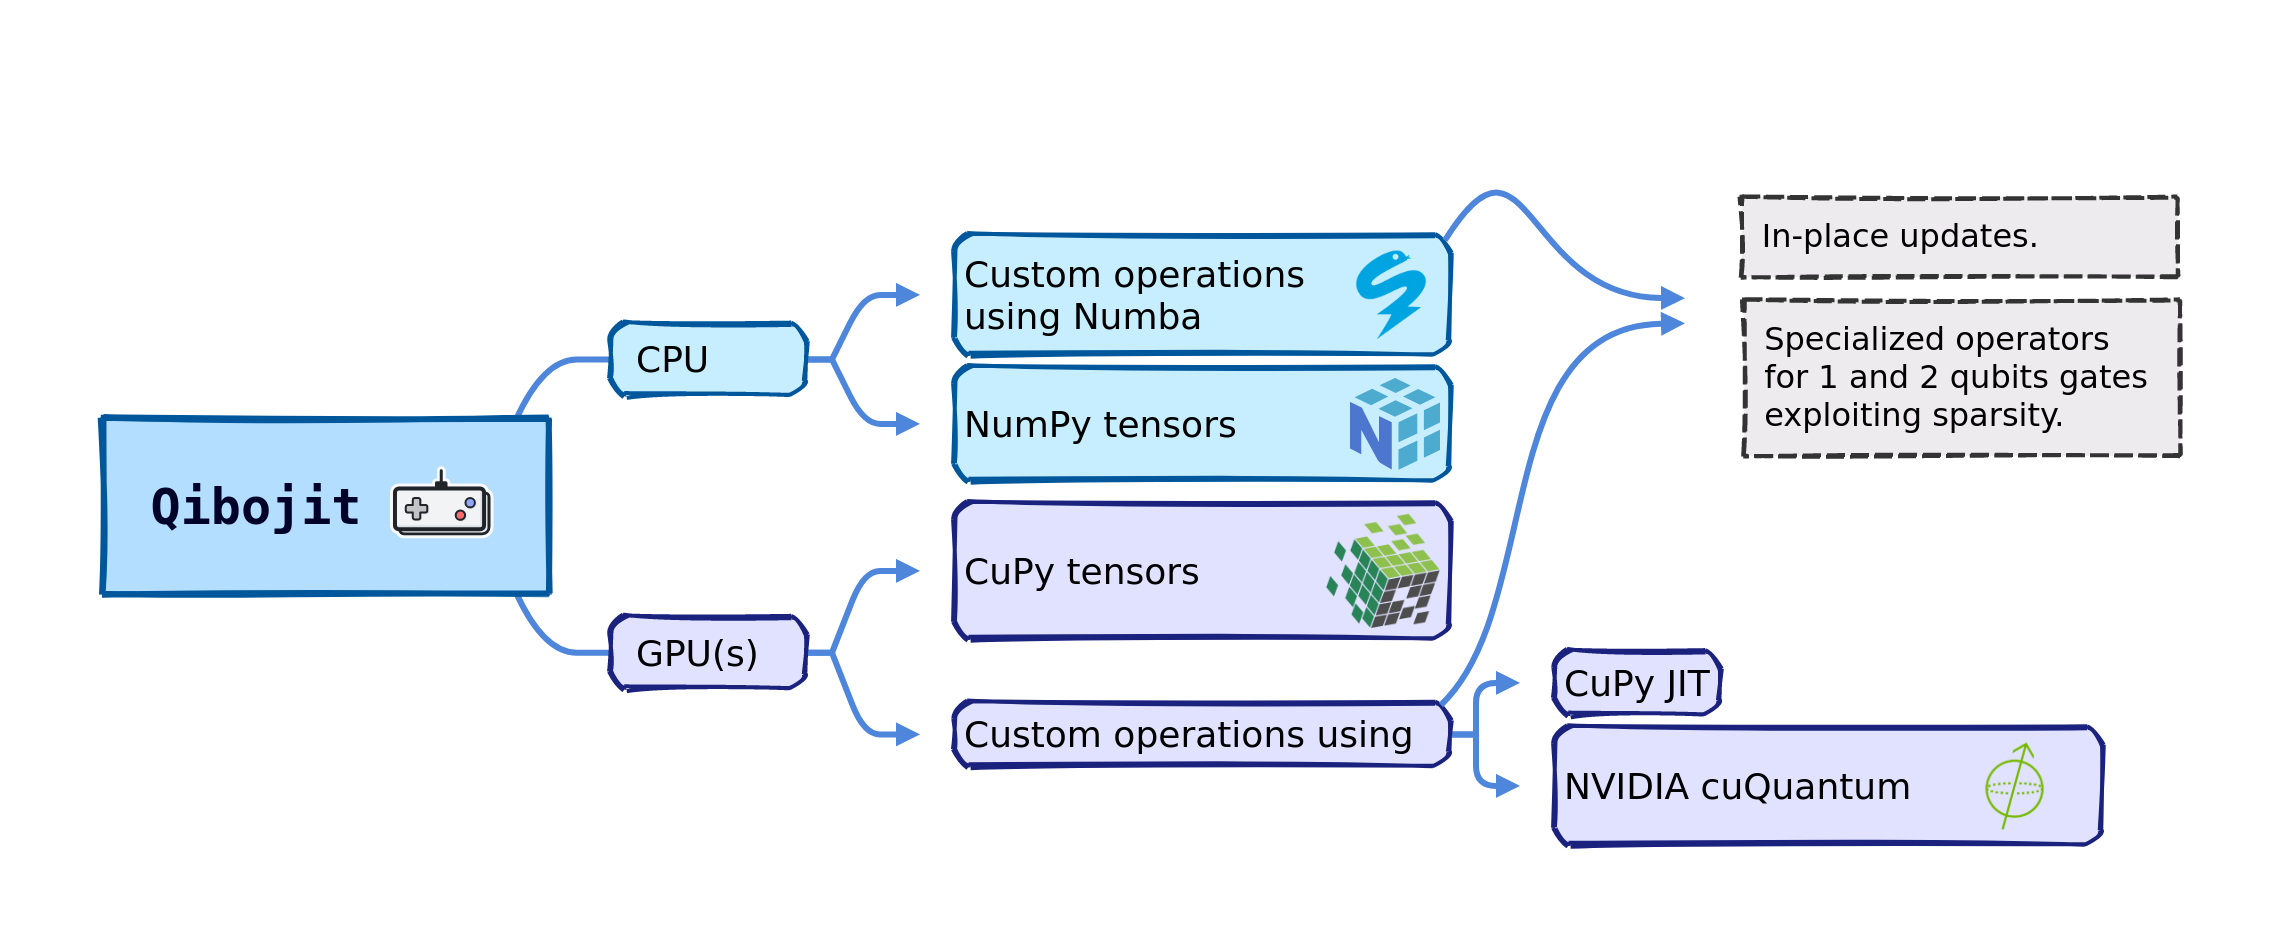 Qibojit
CPU
GPU(s)
Custom operations
using Numba
NumPy tensors
CuPy tensors
Custom operations using
In-place updates.
Specialized operators
for 1 and 2 qubits gates
exploiting sparsity.
CuPy JIT
NVIDIA cuQuantum